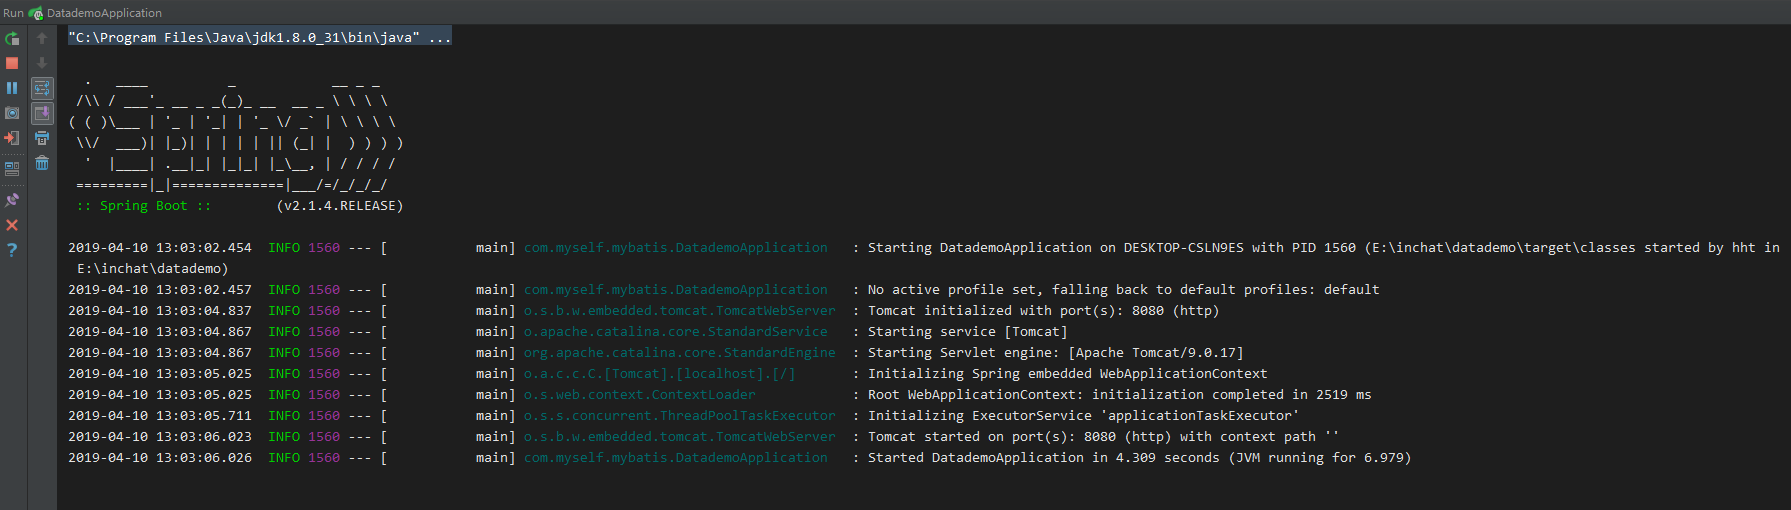 Run DatademoApplication
"C:\Program Files\Java\jdk1.8.0_31\bin\java" ...
  .   ____          _            __ _ _
 /\\ / ___'_ __ _ _(_)_ __  __ _ \ \ \ \
( ( )\___ | '_ | '_| | '_ \/ _` | \ \ \ \
 \\/  ___)| |_)| | | | | || (_| |  ) ) ) )
  '  |____| .__|_| |_|_| |_\__, | / / / /
 =========|_|==============|___/=/_/_/_/
 :: Spring Boot ::        (v2.1.4.RELEASE)
2019-04-10 13:03:02.454  INFO 1560 --- [           main] com.myself.mybatis.DatademoApplication   : Starting DatademoApplication on DESKTOP-CSLN9ES with PID 1560 (E:\inchat\datademo\target\classes started by hht in
 E:\inchat\datademo)
2019-04-10 13:03:02.457  INFO 1560 --- [           main] com.myself.mybatis.DatademoApplication   : No active profile set, falling back to default profiles: default
2019-04-10 13:03:04.837  INFO 1560 --- [           main] o.s.b.w.embedded.tomcat.TomcatWebServer  : Tomcat initialized with port(s): 8080 (http)
2019-04-10 13:03:04.867  INFO 1560 --- [           main] o.apache.catalina.core.StandardService   : Starting service [Tomcat]
2019-04-10 13:03:04.867  INFO 1560 --- [           main] org.apache.catalina.core.StandardEngine  : Starting Servlet engine: [Apache Tomcat/9.0.17]
2019-04-10 13:03:05.025  INFO 1560 --- [           main] o.a.c.c.C.[Tomcat].[localhost].[/]       : Initializing Spring embedded WebApplicationContext
2019-04-10 13:03:05.025  INFO 1560 --- [           main] o.s.web.context.ContextLoader            : Root WebApplicationContext: initialization completed in 2519 ms
2019-04-10 13:03:05.711  INFO 1560 --- [           main] o.s.s.concurrent.ThreadPoolTaskExecutor  : Initializing ExecutorService 'applicationTaskExecutor'
2019-04-10 13:03:06.023  INFO 1560 --- [           main] o.s.b.w.embedded.tomcat.TomcatWebServer  : Tomcat started on port(s): 8080 (http) with context path ''
2019-04-10 13:03:06.026  INFO 1560 --- [           main] com.myself.mybatis.DatademoApplication   : Started DatademoApplication in 4.309 seconds (JVM running for 6.979)